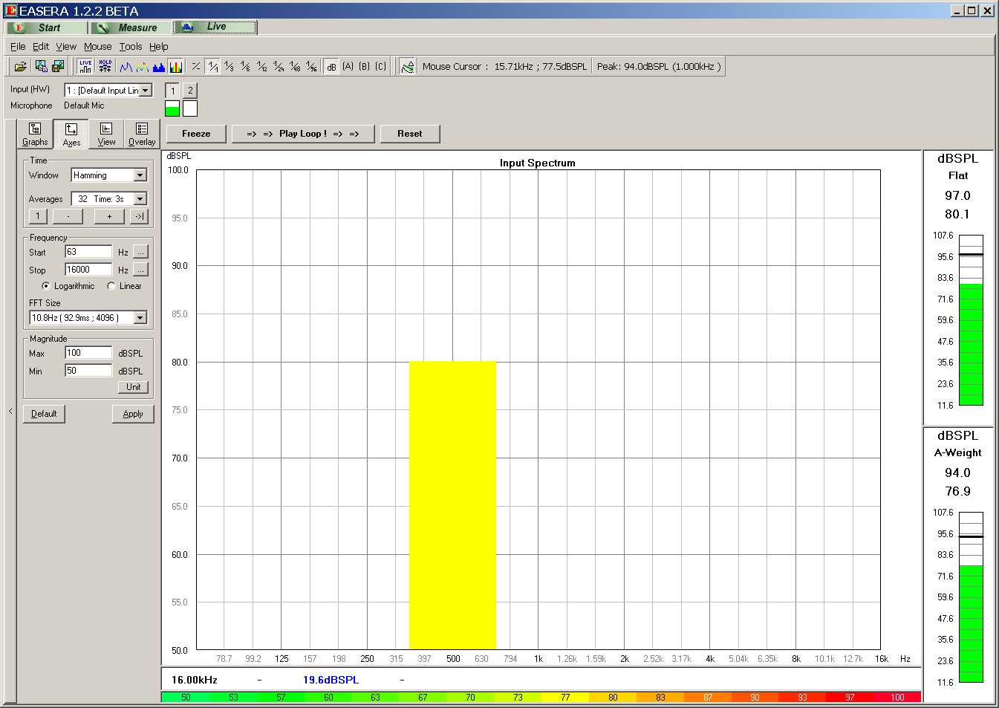 EASERA 1.2.2 BETA
Start Measure Live
File Edit View Mouse Tools Help
LIVE HOLD 1/1 1/3 1/6 1/12 1/24 1/48 1/96 dB (A) (B) (C) Mouse Cursor : 15.71kHz ; 77.5dBSPL Peak: 94.0dBSPL (1.000kHz )
Input (HW) 1 : [Default Input Lin 1 2
Microphone Default Mic
Graphs Axes View Overlay
Freeze => => Play Loop ! => => Reset
Time
Window Hamming
Averages 32 Time: 3s
1 - + ->|
Frequency
Start 63 Hz ...
Stop 16000 Hz ...
Logarithmic Linear
FFT Size
10.8Hz ( 92.9ms ; 4096 )
Magnitude
Max 100 dBSPL
Min 50 dBSPL
Unit
Default Apply
<
dBSPL
Input Spectrum
100.0
95.0
90.0
85.0
80.0
75.0
70.0
65.0
60.0
55.0
50.0
78.7 99.2 125 157 198 250 315 397 500 630 794 1k 1.26k 1.59k 2k 2.52k 3.17k 4k 5.04k 6.35k 8k 10.1k 12.7k 16k Hz
16.00kHz - 19.6dBSPL -
50 53 57 60 63 67 70 73 77 80 83 87 90 93 97 100
dBSPL
Flat
97.0
80.1
107.6
95.6
83.6
71.6
59.6
47.6
35.6
23.6
11.6
dBSPL
A-Weight
94.0
76.9
107.6
95.6
83.6
71.6
59.6
47.6
35.6
23.6
11.6